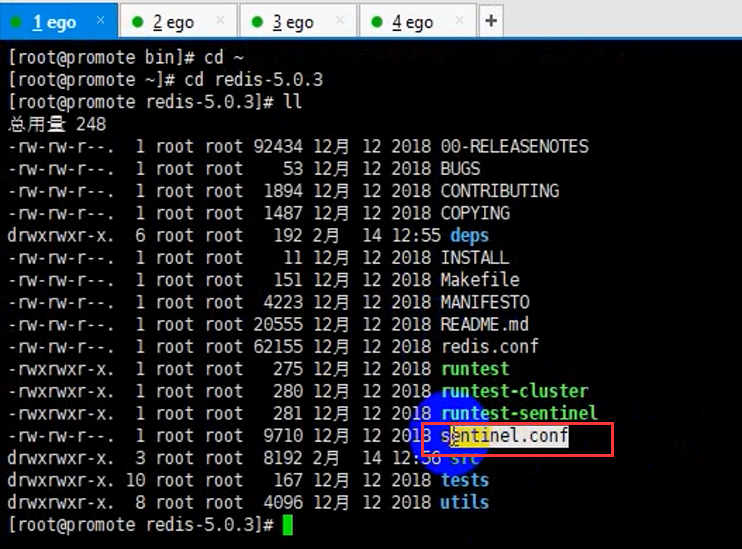 1 ego × 2 ego × 3 ego × 4 ego × +
[root@promote bin]# cd ~
[root@promote ~]# cd redis-5.0.3
[root@promote redis-5.0.3]# ll
总用量 248
-rw-rw-r--. 1 root root 92434 12月 12 2018 00-RELEASENOTES
-rw-rw-r--. 1 root root 53 12月 12 2018 BUGS
-rw-rw-r--. 1 root root 1894 12月 12 2018 CONTRIBUTING
-rw-rw-r--. 1 root root 1487 12月 12 2018 COPYING
drwxrwxr-x. 6 root root 192 2月 14 12:55 deps
-rw-rw-r--. 1 root root 11 12月 12 2018 INSTALL
-rw-rw-r--. 1 root root 151 12月 12 2018 Makefile
-rw-rw-r--. 1 root root 4223 12月 12 2018 MANIFESTO
-rw-rw-r--. 1 root root 20555 12月 12 2018 README.md
-rw-rw-r--. 1 root root 62155 12月 12 2018 redis.conf
-rwxrwxr-x. 1 root root 275 12月 12 2018 runtest
-rwxrwxr-x. 1 root root 280 12月 12 2018 runtest-cluster
-rwxrwxr-x. 1 root root 281 12月 12 2018 runtest-sentinel
-rw-rw-r--. 1 root root 9710 12月 12 2018 sentinel.conf
drwxrwxr-x. 3 root root 8192 2月 14 12:56 src
drwxrwxr-x. 10 root root 167 12月 12 2018 tests
drwxrwxr-x. 8 root root 4096 12月 12 2018 utils
[root@promote redis-5.0.3]#